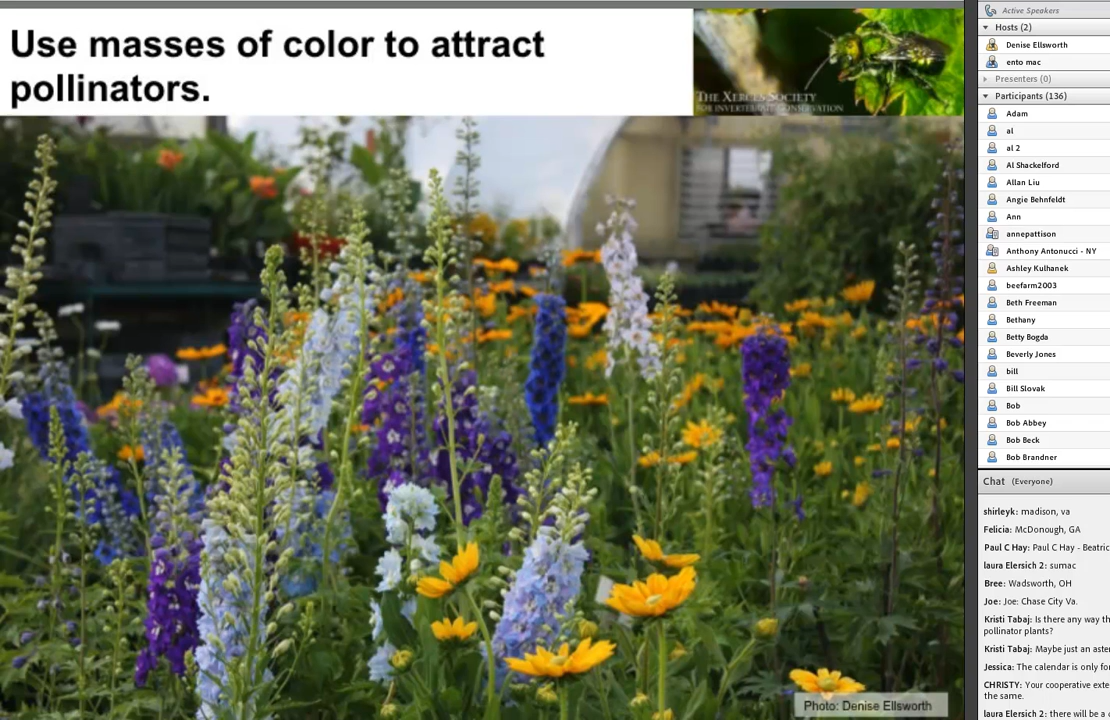 Use masses of color to attract
pollinators.
THE XERCES SOCIETY
FOR INVERTEBRATE CONSERVATION
Photo: Denise Ellsworth
Active Speakers
Hosts (2)
Denise Ellsworth
ento mac
Presenters (0)
Participants (136)
Adam
al
al 2
Al Shackelford
Allan Liu
Angie Behnfeldt
Ann
annepattison
Anthony Antonucci - NY
Ashley Kulhanek
beefarm2003
Beth Freeman
Bethany
Betty Bogda
Beverly Jones
bill
Bill Slovak
Bob
Bob Abbey
Bob Beck
Bob Brandner
Chat (Everyone)
shirleyk: madison, va
Felicia: McDonough, GA
Paul C Hay: Paul C Hay - Beatric
laura Elersich 2: sumac
Bree: Wadsworth, OH
Joe: Joe: Chase City Va.
Kristi Tabaj: Is there any way th
pollinator plants?
Kristi Tabaj: Maybe just an aster
Jessica: The calendar is only for
CHRISTY: Your cooperative exte
the same.
laura Elersich 2: there will be a c